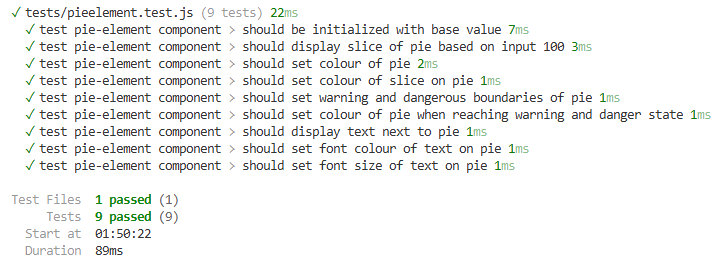 ✓ tests/pieelement.test.js (9 tests) 22ms
✓ test pie-element component > should be initialized with base value 7ms
✓ test pie-element component > should display slice of pie based on input 100 3ms
✓ test pie-element component > should set colour of pie 2ms
✓ test pie-element component > should set colour of slice on pie 1ms
✓ test pie-element component > should set warning and dangerous boundaries of pie 1ms
✓ test pie-element component > should set colour of pie when reaching warning and danger state 1ms
✓ test pie-element component > should display text next to pie 1ms
✓ test pie-element component > should set font colour of text on pie 1ms
✓ test pie-element component > should set font size of text on pie 1ms
Test Files 1 passed (1)
Tests 9 passed (9)
Start at 01:50:22
Duration 89ms